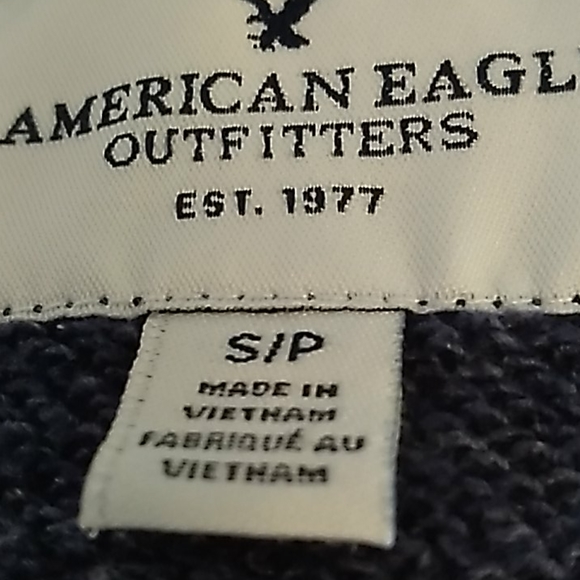 AMERICAN EAGL
OUTFITTERS
EST. 1977
S/P
MADE IN
VIETNAM
FABRIQUÉ AU
VIETNAM